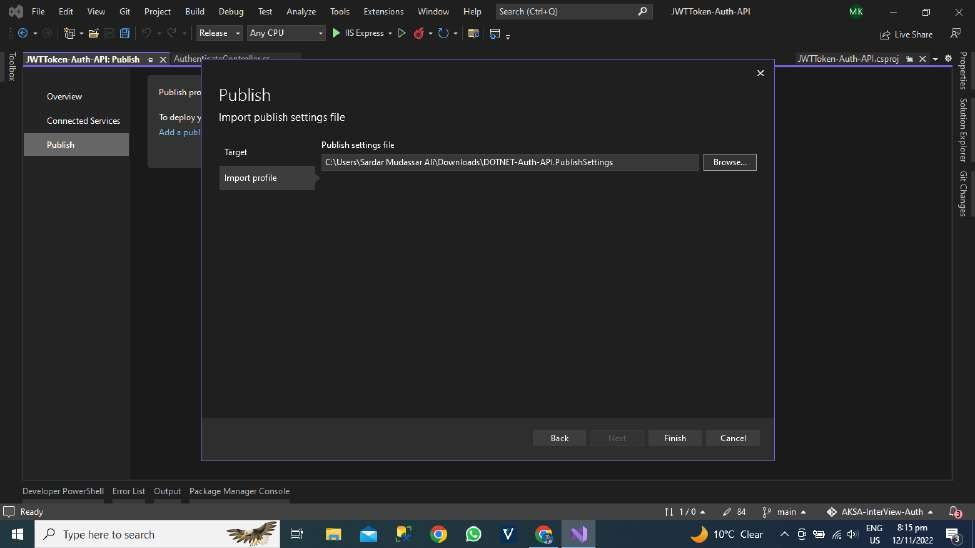 File Edit View Git Project Build Debug Test Analyze Tools Extensions Window Help Search (Ctrl+Q) JWTToken-Auth-API MK
Release Any CPU IIS Express Live Share
JWTToken-Auth-API: Publish JWTToken-Auth-API.csproj
Toolbox
Properties
Solution Explorer
Git Changes
Overview
Connected Services
Publish
Publish pro
To deploy y
Add a publ
Publish
Import publish settings file
Target
Import profile
Publish settings file
C:\Users\Sardar Mudassar Ali\Downloads\DOTNET-Auth-API.PublishSettings Browse...
Back Next Finish Cancel
Developer PowerShell Error List Output Package Manager Console
Ready 1 / 0 84 main AKSA-InterView-Auth 3
Type here to search 10°C Clear ENG US 8:15 pm 12/11/2022 3